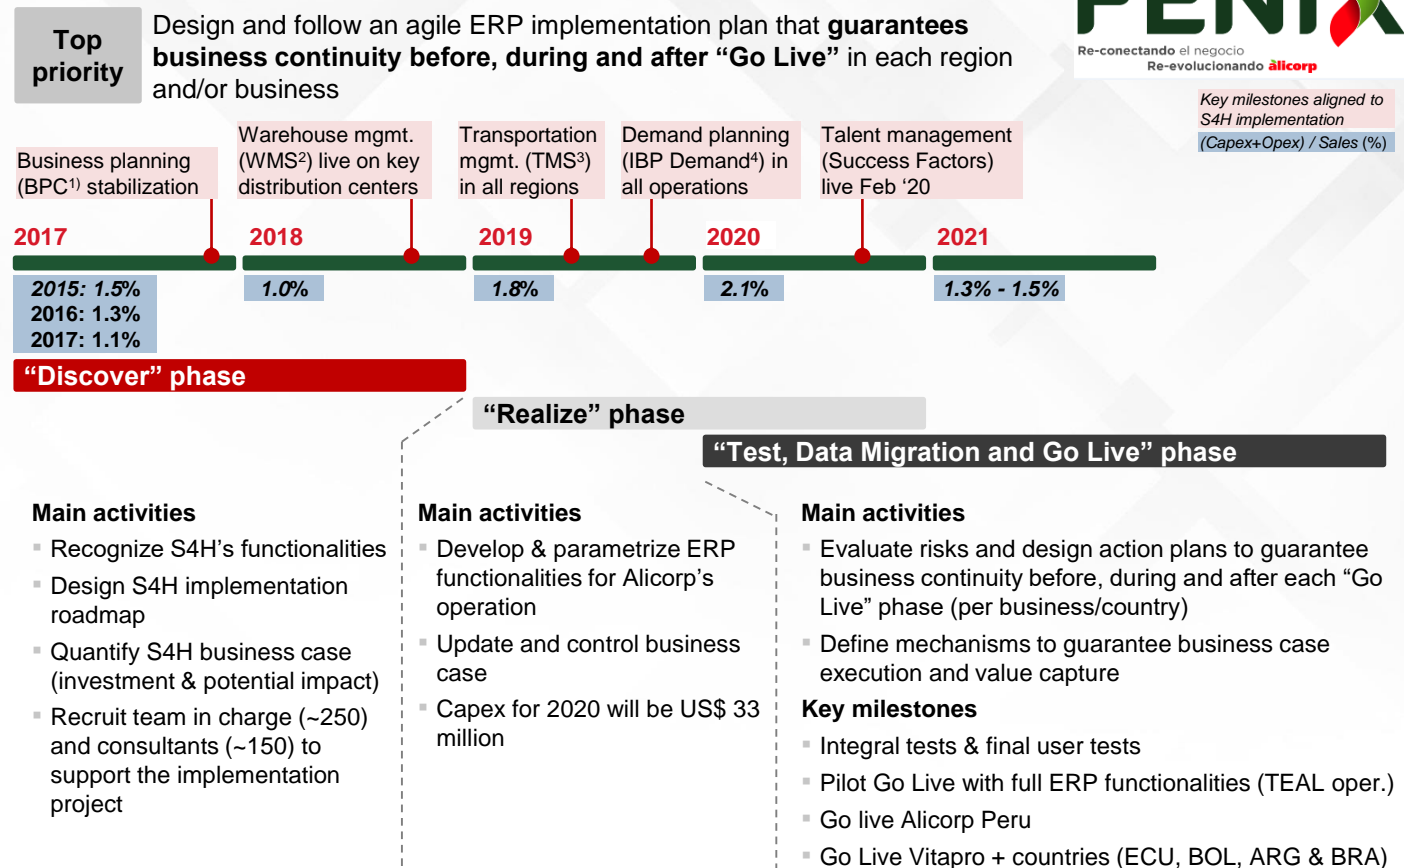 Top
priority
Design and follow an agile ERP implementation plan that guarantees
business continuity before, during and after “Go Live” in each region
and/or business
FENIX
Re-conectando el negocio
Re-evolucionando alicorp
Key milestones aligned to
S4H implementation
(Capex+Opex) / Sales (%)
Business planning
(BPC1) stabilization
Warehouse mgmt.
(WMS2) live on key
distribution centers
Transportation
mgmt. (TMS3)
in all regions
Demand planning
(IBP Demand4) in
all operations
Talent management
(Success Factors)
live Feb ‘20
2017
2018
2019
2020
2021
2015: 1.5%
2016: 1.3%
2017: 1.1%
1.0%
1.8%
2.1%
1.3% - 1.5%
“Discover” phase
“Realize” phase
“Test, Data Migration and Go Live” phase
Main activities
Recognize S4H’s functionalities
Design S4H implementation
roadmap
Quantify S4H business case
(investment & potential impact)
Recruit team in charge (~250)
and consultants (~150) to
support the implementation
project
Main activities
Develop & parametrize ERP
functionalities for Alicorp’s
operation
Update and control business
case
Capex for 2020 will be US$ 33
million
Main activities
Evaluate risks and design action plans to guarantee
business continuity before, during and after each “Go
Live” phase (per business/country)
Define mechanisms to guarantee business case
execution and value capture
Key milestones
Integral tests & final user tests
Pilot Go Live with full ERP functionalities (TEAL oper.)
Go live Alicorp Peru
Go Live Vitapro + countries (ECU, BOL, ARG & BRA)